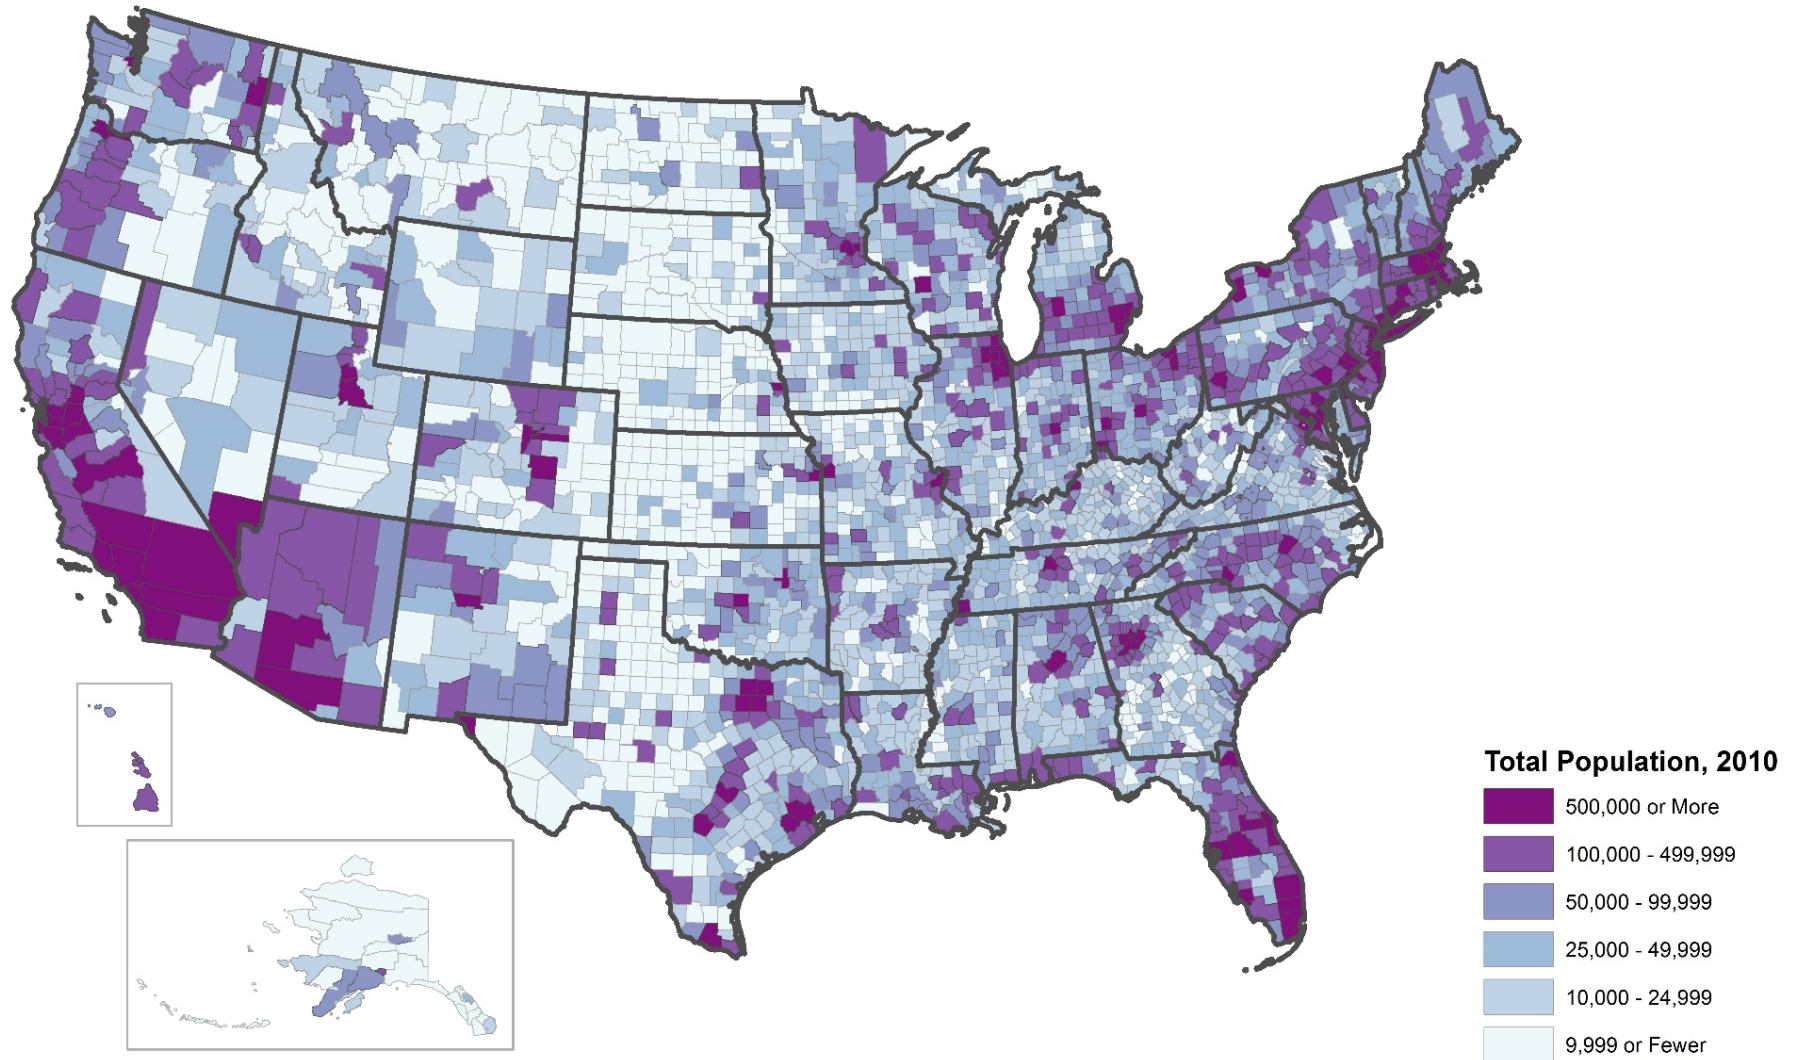 Total Population, 2010
500,000 or More
100,000 - 499,999
50,000 - 99,999
25,000 - 49,999
10,000 - 24,999
9,999 or Fewer